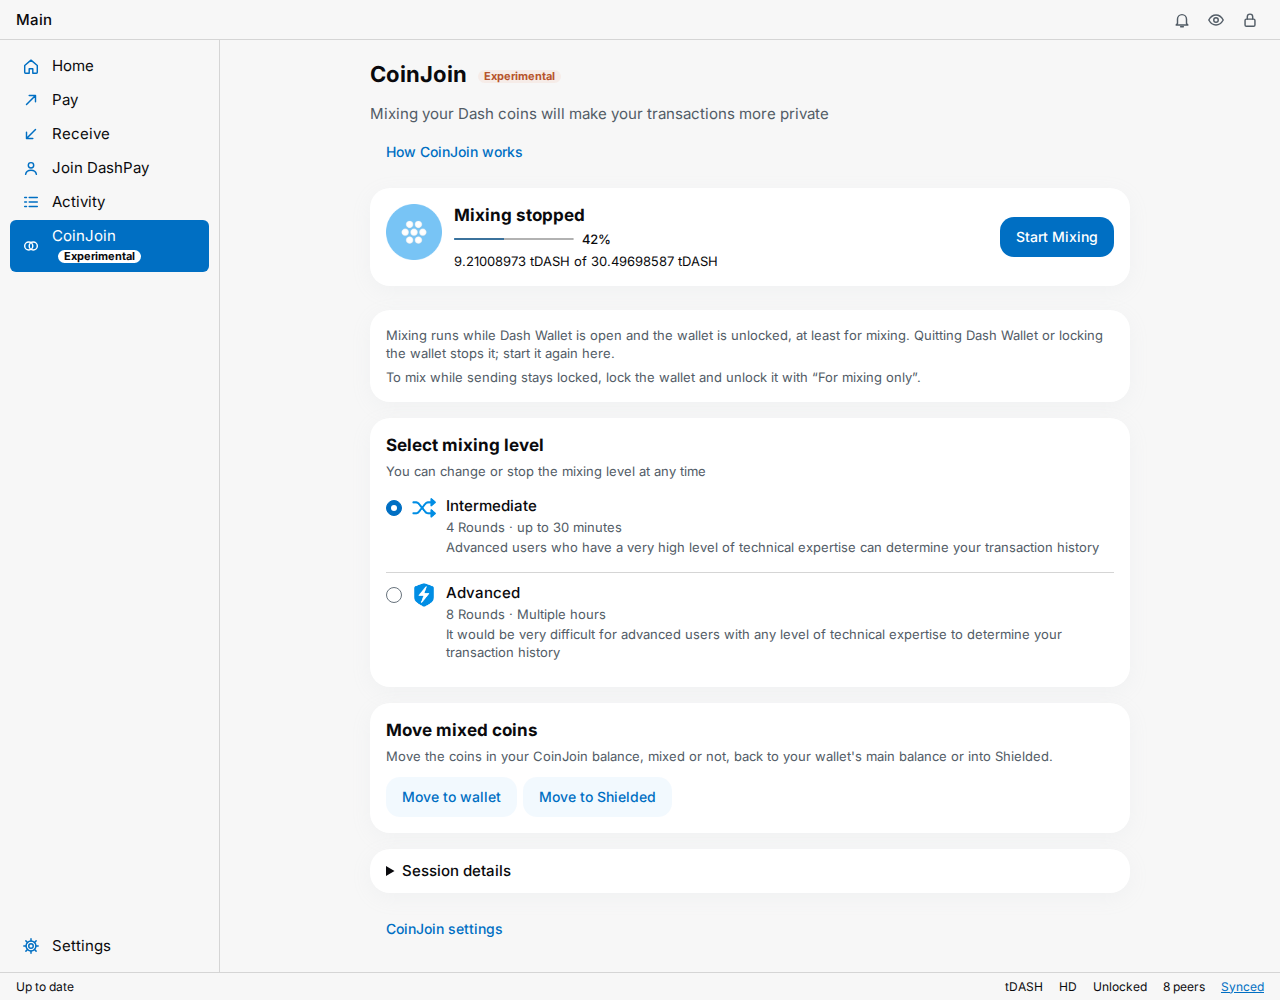 Main
Home
Pay
Receive
Join DashPay
Activity
CoinJoin
Experimental
Settings
CoinJoin Experimental
Mixing your Dash coins will make your transactions more private
How CoinJoin works
Mixing stopped
42%
9.21008973 tDASH of 30.49698587 tDASH
Start Mixing
Mixing runs while Dash Wallet is open and the wallet is unlocked, at least for mixing. Quitting Dash Wallet or locking
the wallet stops it; start it again here.
To mix while sending stays locked, lock the wallet and unlock it with “For mixing only”.
Select mixing level
You can change or stop the mixing level at any time
Intermediate
4 Rounds · up to 30 minutes
Advanced users who have a very high level of technical expertise can determine your transaction history
Advanced
8 Rounds · Multiple hours
It would be very difficult for advanced users with any level of technical expertise to determine your
transaction history
Move mixed coins
Move the coins in your CoinJoin balance, mixed or not, back to your wallet's main balance or into Shielded.
Move to wallet
Move to Shielded
Session details
CoinJoin settings
Up to date
tDASH
HD
Unlocked
8 peers
Synced